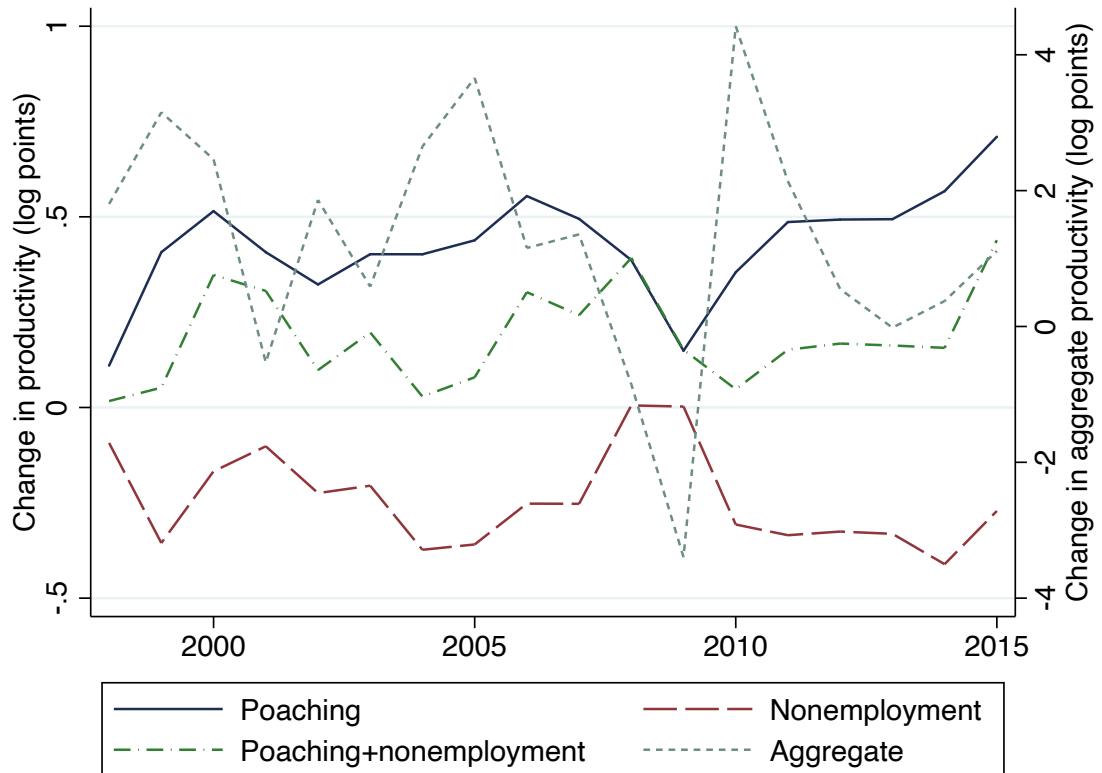 Change in productivity (log points)
1
.5
0
-.5
4
2
0
-2
-4
Change in aggregate productivity (log points)
2000 2005 2010 2015
Poaching Nonemployment
Poaching+nonemployment Aggregate